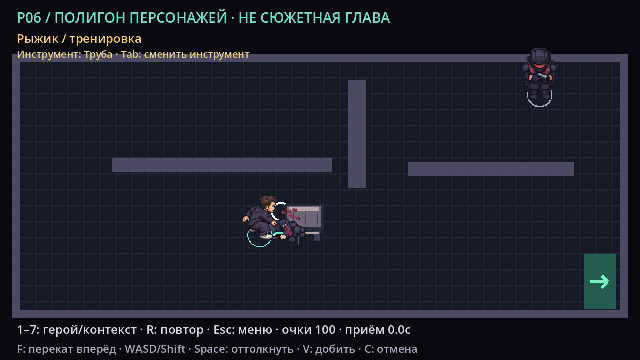 P06 / ПОЛИГОН ПЕРСОНАЖЕЙ · НЕ СЮЖЕТНАЯ ГЛАВА
Рыжик / тренировка
Инструмент: Труба · Tab: сменить инструмент
1–7: герой/контекст · R: повтор · Esc: меню · очки 100 · приём 0.0с
F: перекат вперёд · WASD/Shift · Space: оттолкнуть · V: добить · C: отмена